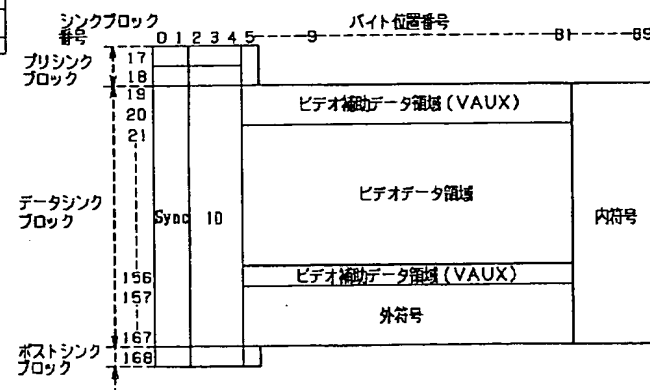 シンクブロック
番号
バイト位置番号
0 1 2 3 4 5 9 81 89
プリシンク
ブロック
17
18
19
20
21
ビデオ補助データ領域(VAUX)
データシンク
ブロック
Sync
ID
ビデオデータ領域
内符号
156
ビデオ補助データ領域(VAUX)
157
外符号
167
ポストシンク
ブロック
168